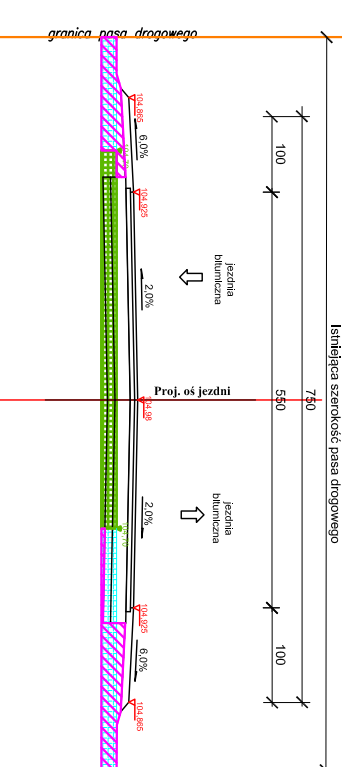 granica pasa drogowego
Istniejąca szerokość pasa drogowego
750
100
550
100
jezdnia
bitumiczna
jezdnia
bitumiczna
Proj. oś jezdni
6,0%
2,0%
2,0%
6,0%
104.865
104.925
104.98
104.925
104.865